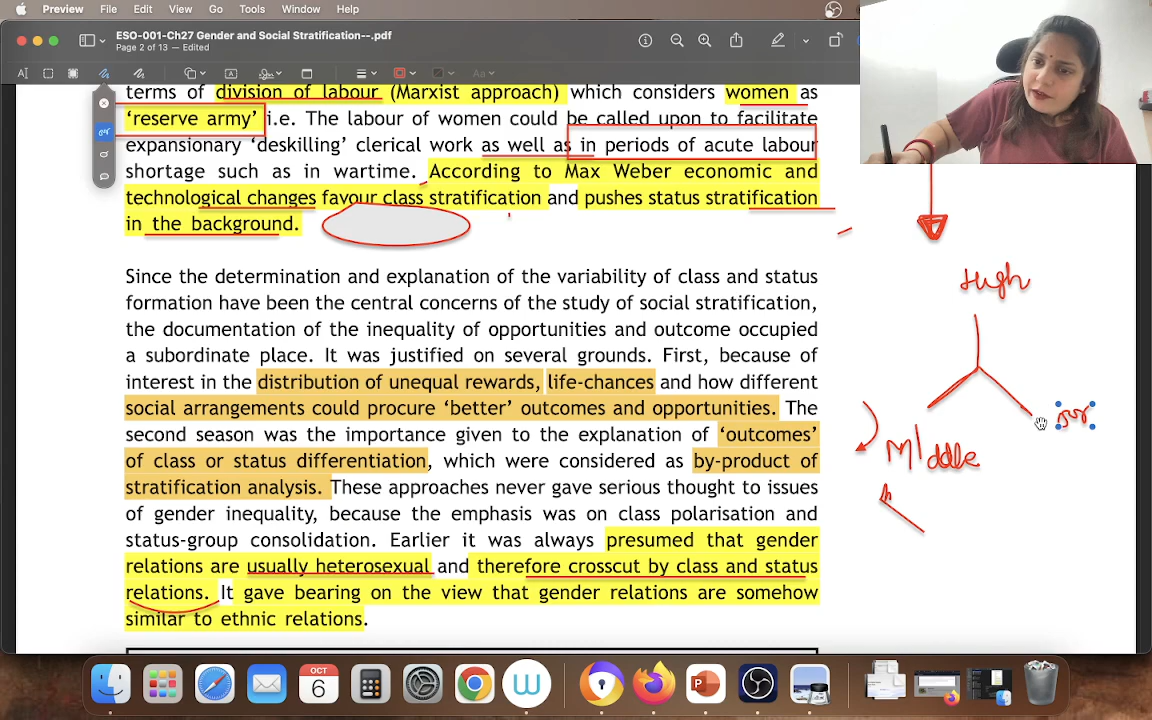 Preview File Edit View Go Tools Window Help
ESO-001-Ch27 Gender and Social Stratification--.pdf
Page 2 of 13 — Edited
terms of division of labour (Marxist approach) which considers women as
‘reserve army’ i.e. The labour of women could be called upon to facilitate
expansionary ‘deskilling’ clerical work as well as in periods of acute labour
shortage such as in wartime. According to Max Weber economic and
technological changes favour class stratification and pushes status stratification
in the background.
Since the determination and explanation of the variability of class and status
formation have been the central concerns of the study of social stratification,
the documentation of the inequality of opportunities and outcome occupied
a subordinate place. It was justified on several grounds. First, because of
interest in the distribution of unequal rewards, life-chances and how different
social arrangements could procure ‘better’ outcomes and opportunities. The
second season was the importance given to the explanation of ‘outcomes’
of class or status differentiation, which were considered as by-product of
stratification analysis. These approaches never gave serious thought to issues
of gender inequality, because the emphasis was on class polarisation and
status-group consolidation. Earlier it was always presumed that gender
relations are usually heterosexual and therefore crosscut by class and status
relations. It gave bearing on the view that gender relations are somehow
similar to ethnic relations.
High
Middle
OCT
6